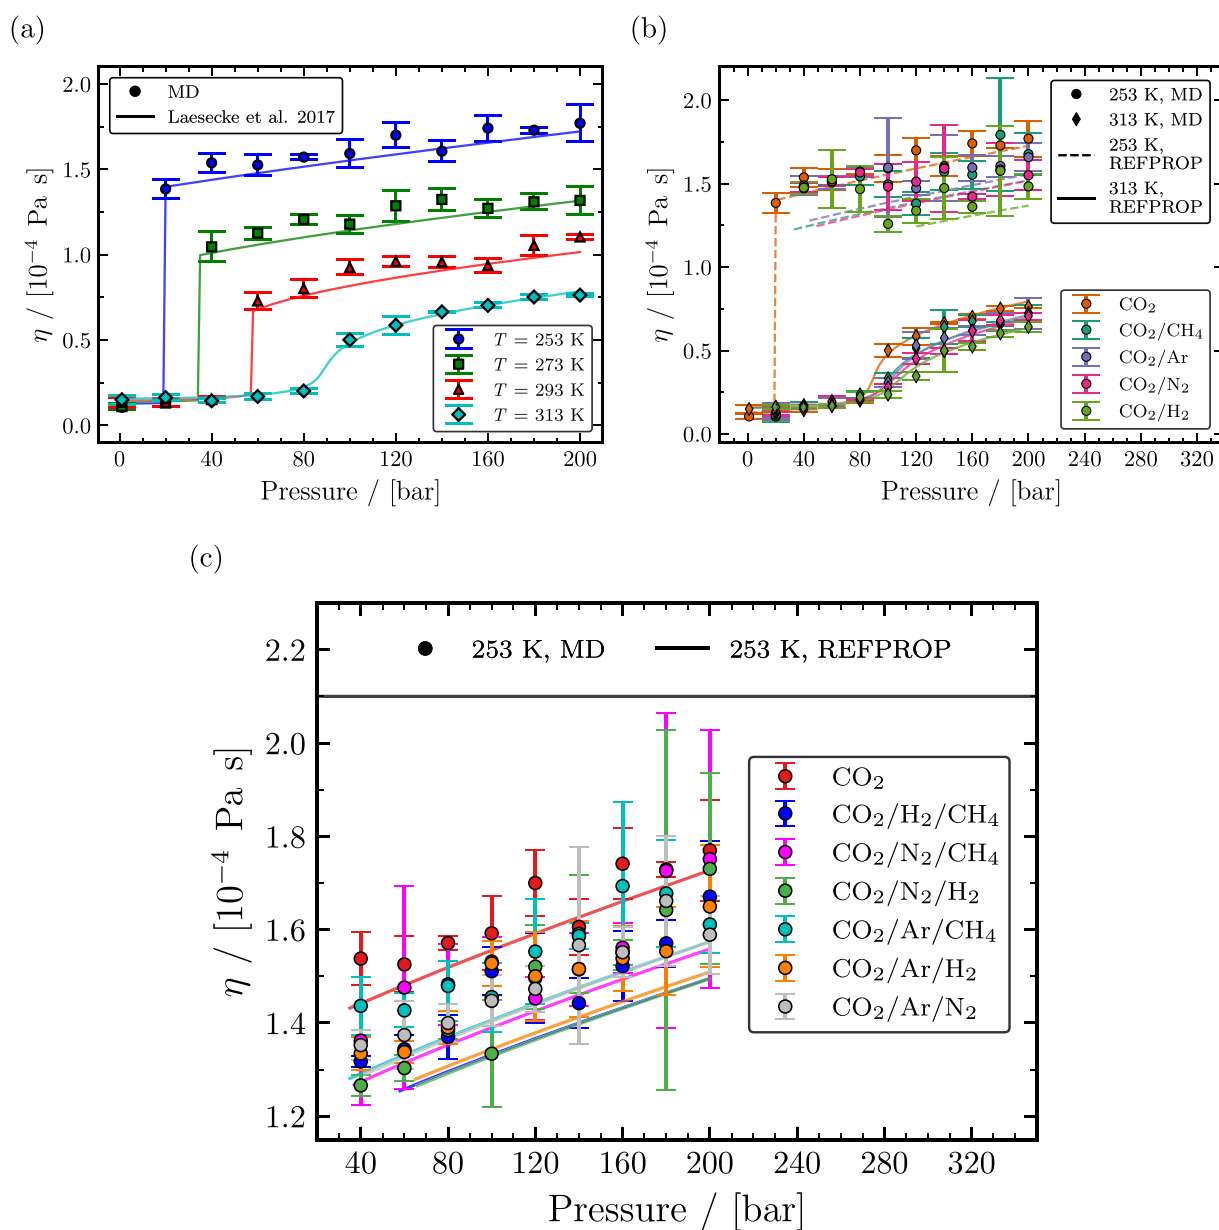 (a)
η / [10⁻⁴ Pa s]
2.0
1.5
1.0
0.5
0.0
MD
Laesecke et al. 2017
T = 253 K
T = 273 K
T = 293 K
T = 313 K
0 40 80 120 160 200
Pressure / [bar]
(b)
η / [10⁻⁴ Pa s]
2.0
1.5
1.0
0.5
0.0
253 K, MD
313 K, MD
253 K,
REFPROP
313 K,
REFPROP
CO₂
CO₂/CH₄
CO₂/Ar
CO₂/N₂
CO₂/H₂
0 40 80 120 160 200 240 280 320
Pressure / [bar]
(c)
η / [10⁻⁴ Pa s]
2.2
2.0
1.8
1.6
1.4
1.2
253 K, MD 253 K, REFPROP
CO₂
CO₂/H₂/CH₄
CO₂/N₂/CH₄
CO₂/N₂/H₂
CO₂/Ar/CH₄
CO₂/Ar/H₂
CO₂/Ar/N₂
40 80 120 160 200 240 280 320
Pressure / [bar]